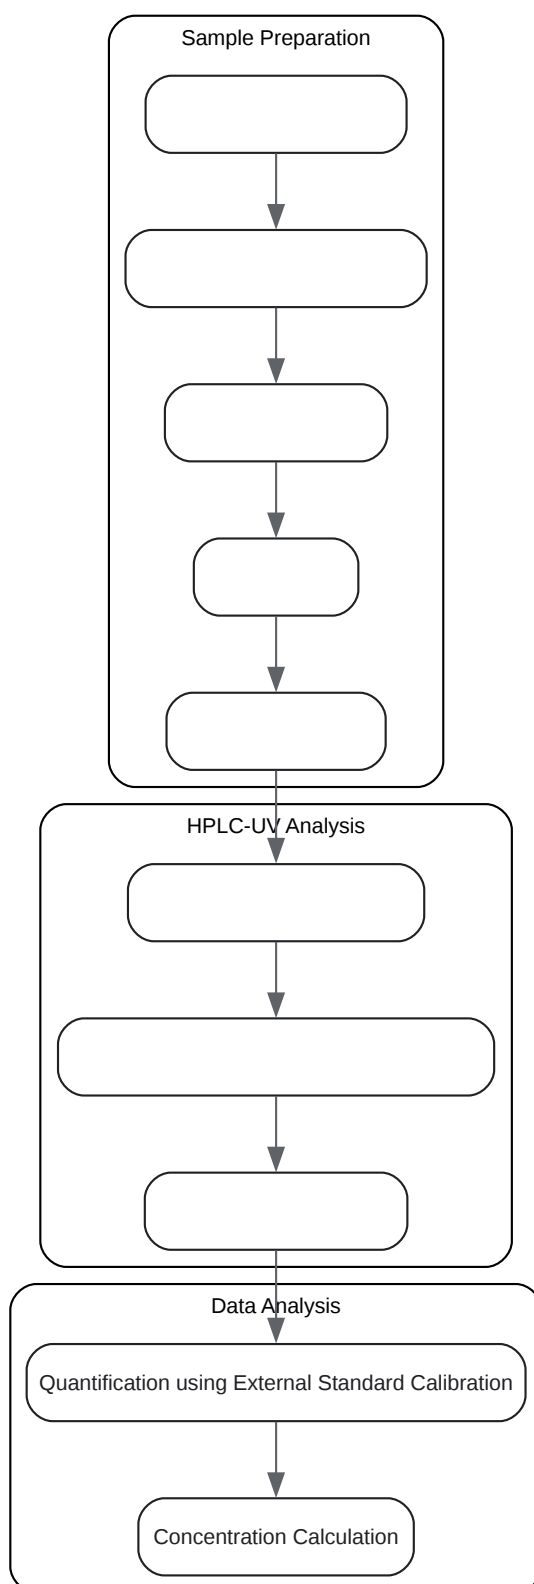 Sample Preparation
HPLC-UV Analysis
Data Analysis
Quantification using External Standard Calibration
Concentration Calculation